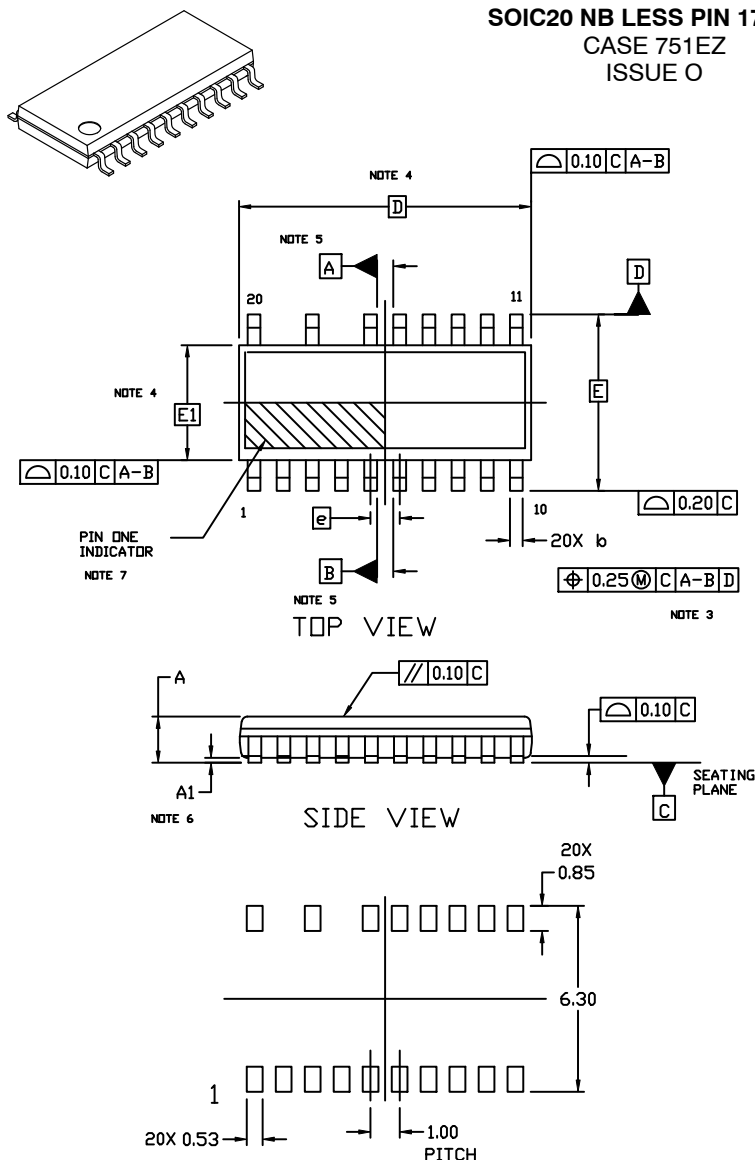 SOIC20 NB LESS PIN 17
CASE 751EZ
ISSUE O
NOTE 4
0.10 C A-B
D
NOTE 5
A
D
20
11
NOTE 4
E1
E
0.10 C A-B
0.20 C
1
e
10
20X b
PIN ONE
INDICATOR
NOTE 7
B
0.25 Ⓜ C A-B D
NOTE 5
NOTE 3
TOP VIEW
A
// 0.10 C
0.10 C
A1
SEATING
PLANE
NOTE 6
SIDE VIEW
C
20X
0.85
6.30
1
20X 0.53
1.00
PITCH